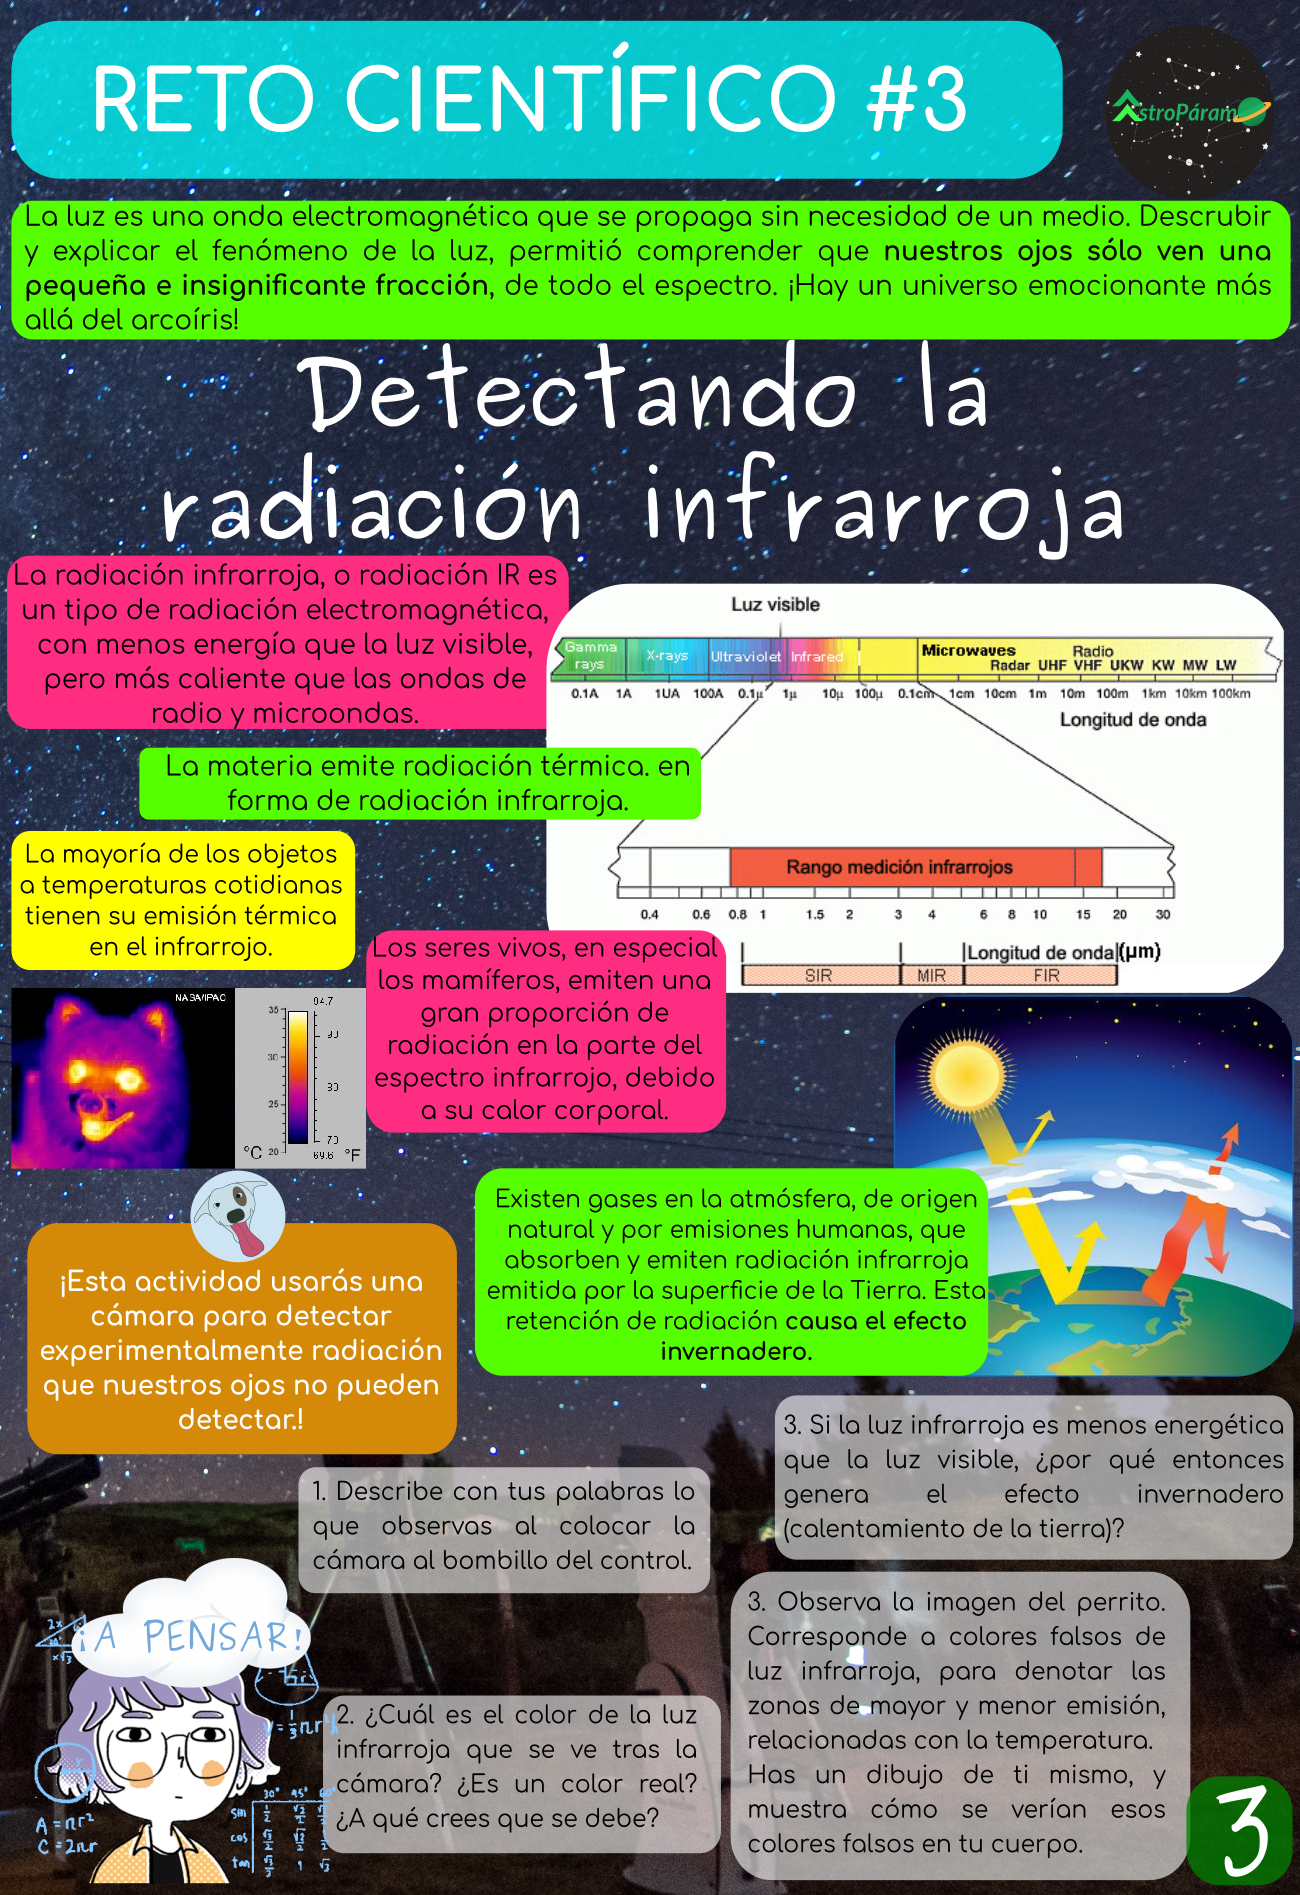 RETO CIENTÍFICO #3
AstroPáramo
La luz es una onda electromagnética que se propaga sin necesidad de un medio. Descrubir
y explicar el fenómeno de la luz, permitió comprender que nuestros ojos sólo ven una
pequeña e insignificante fracción, de todo el espectro. ¡Hay un universo emocionante más
allá del arcoíris!
Detectando la
radiación infrarroja
La radiación infrarroja, o radiación IR es
un tipo de radiación electromagnética,
con menos energía que la luz visible,
pero más caliente que las ondas de
radio y microondas.
Luz visible
Gamma
rays
X-rays
Ultraviolet
Infrared
Microwaves
Radio
Radar UHF VHF UKW KW MW LW
0.1A 1A 1UA 100A 0.1µ 1µ 10µ 100µ 0.1cm 1cm 10cm 1m 10m 100m 1km 10km 100km
Longitud de onda
La materia emite radiación térmica. en
forma de radiación infrarroja.
Rango medición infrarrojos
0.4 0.6 0.8 1 1.5 2 3 4 6 8 10 15 20 30
Longitud de onda (µm)
SIR MIR FIR
La mayoría de los objetos
a temperaturas cotidianas
tienen su emisión térmica
en el infrarrojo.
Los seres vivos, en especial
los mamíferos, emiten una
gran proporción de
radiación en la parte del
espectro infrarrojo, debido
a su calor corporal.
NASA/IPAC
35
30
25
°C 20
°F
Existen gases en la atmósfera, de origen
natural y por emisiones humanas, que
absorben y emiten radiación infrarroja
emitida por la superficie de la Tierra. Esta
retención de radiación causa el efecto
invernadero.
¡Esta actividad usarás una
cámara para detectar
experimentalmente radiación
que nuestros ojos no pueden
detectar.!
1. Describe con tus palabras lo
que observas al colocar la
cámara al bombillo del control.
3. Si la luz infrarroja es menos energética
que la luz visible, ¿por qué entonces
genera el efecto invernadero
(calentamiento de la tierra)?
¡A PENSAR!
2. ¿Cuál es el color de la luz
infrarroja que se ve tras la
cámara? ¿Es un color real?
¿A qué crees que se debe?
3. Observa la imagen del perrito.
Corresponde a colores falsos de
luz infrarroja, para denotar las
zonas de mayor y menor emisión,
relacionadas con la temperatura.
Has un dibujo de ti mismo, y
muestra cómo se verían esos
colores falsos en tu cuerpo.
A = πr²
C = 2πr
30° 45°
sin
cos
tan
3